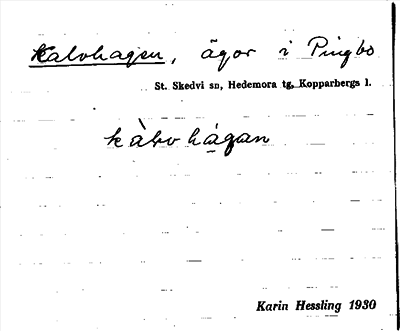 Kalvhagen, ägor i Pingbo
St. Skedvi sn, Hedemora tg, Kopparbergs l.
kàlvhágan
Karin Hessling 1930